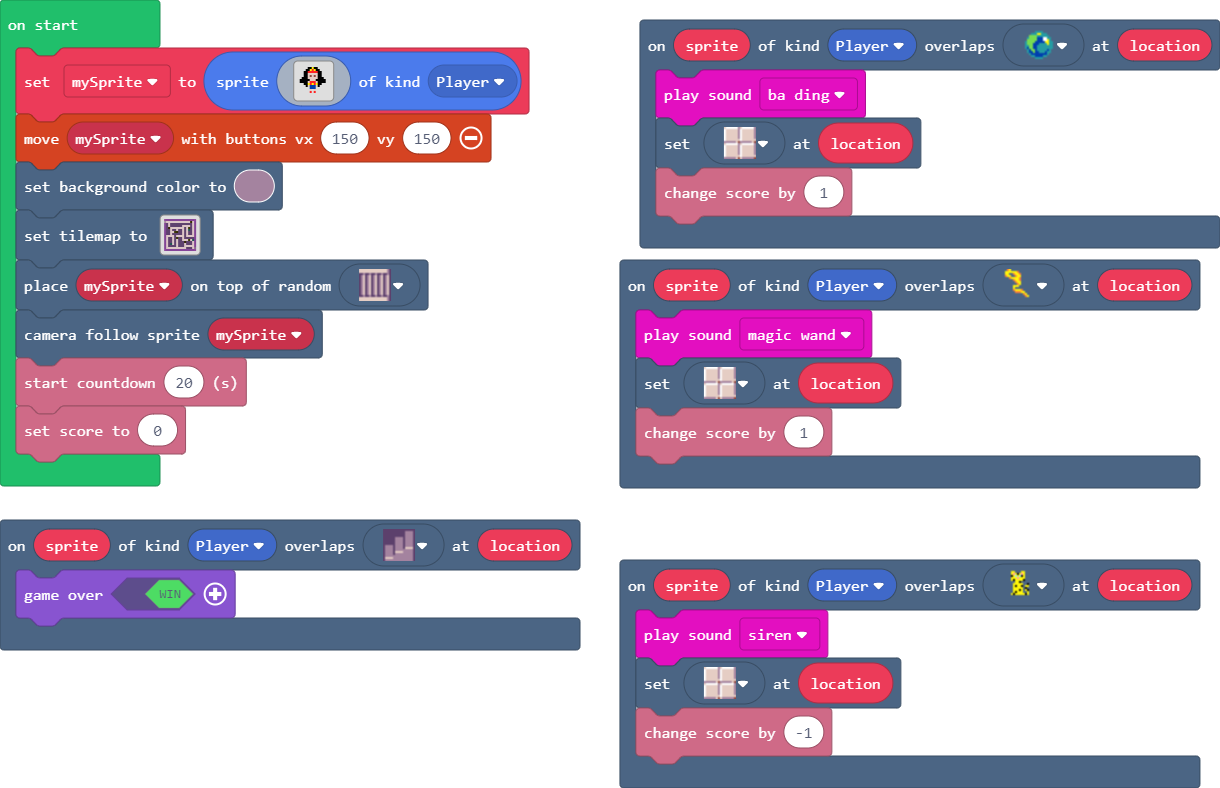 on start
set mySprite to sprite of kind Player
move mySprite with buttons vx 150 vy 150
set background color to
set tilemap to
place mySprite on top of random
camera follow sprite mySprite
start countdown 20 (s)
set score to 0
on sprite of kind Player overlaps at location
game over WIN
on sprite of kind Player overlaps at location
play sound ba ding
set at location
change score by 1
on sprite of kind Player overlaps at location
play sound magic wand
set at location
change score by 1
on sprite of kind Player overlaps at location
play sound siren
set at location
change score by -1